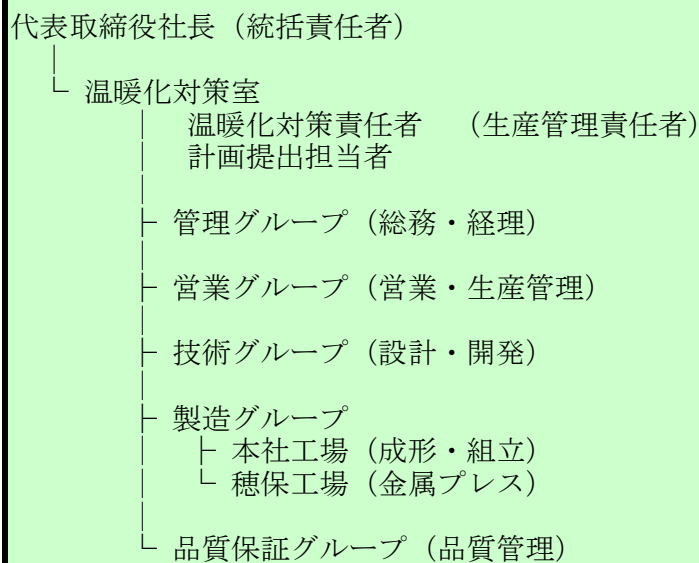 代表取締役社長（統括責任者）
└ 温暖化対策室
温暖化対策責任者　（生産管理責任者）
計画提出担当者
├ 管理グループ（総務・経理）
├ 営業グループ（営業・生産管理）
├ 技術グループ（設計・開発）
├ 製造グループ
├ 本社工場（成形・組立）
└ 穂保工場（金属プレス）
└ 品質保証グループ（品質管理）